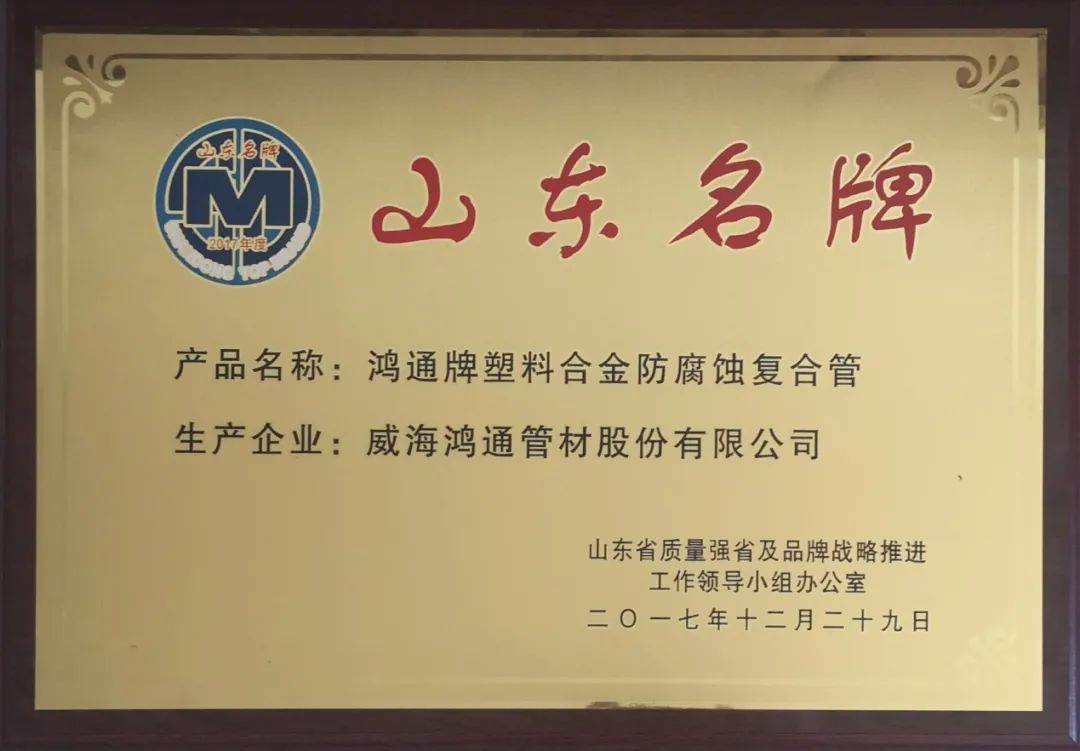 山东名牌
M
2017年度
SHANDONG TOP BRAND
山东名牌
产品名称：鸿通牌塑料合金防腐蚀复合管
生产企业：威海鸿通管材股份有限公司
山东省质量强省及品牌战略推进
工作领导小组办公室
二〇一七年十二月二十九日